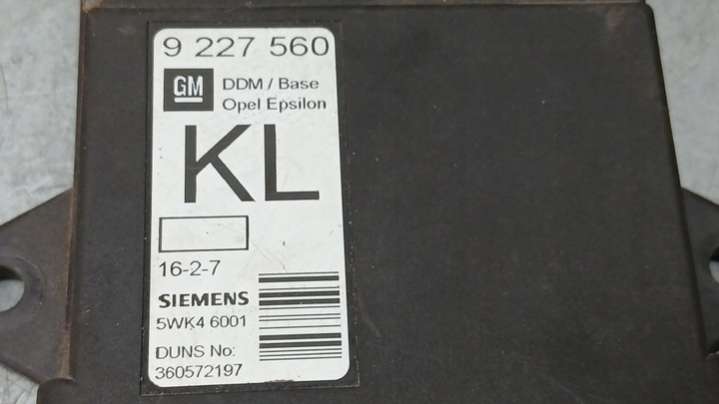 9 227 560
GM
DDM / Base
Opel Epsilon
KL
16-2-7
SIEMENS
5WK4 6001
DUNS No:
360572197